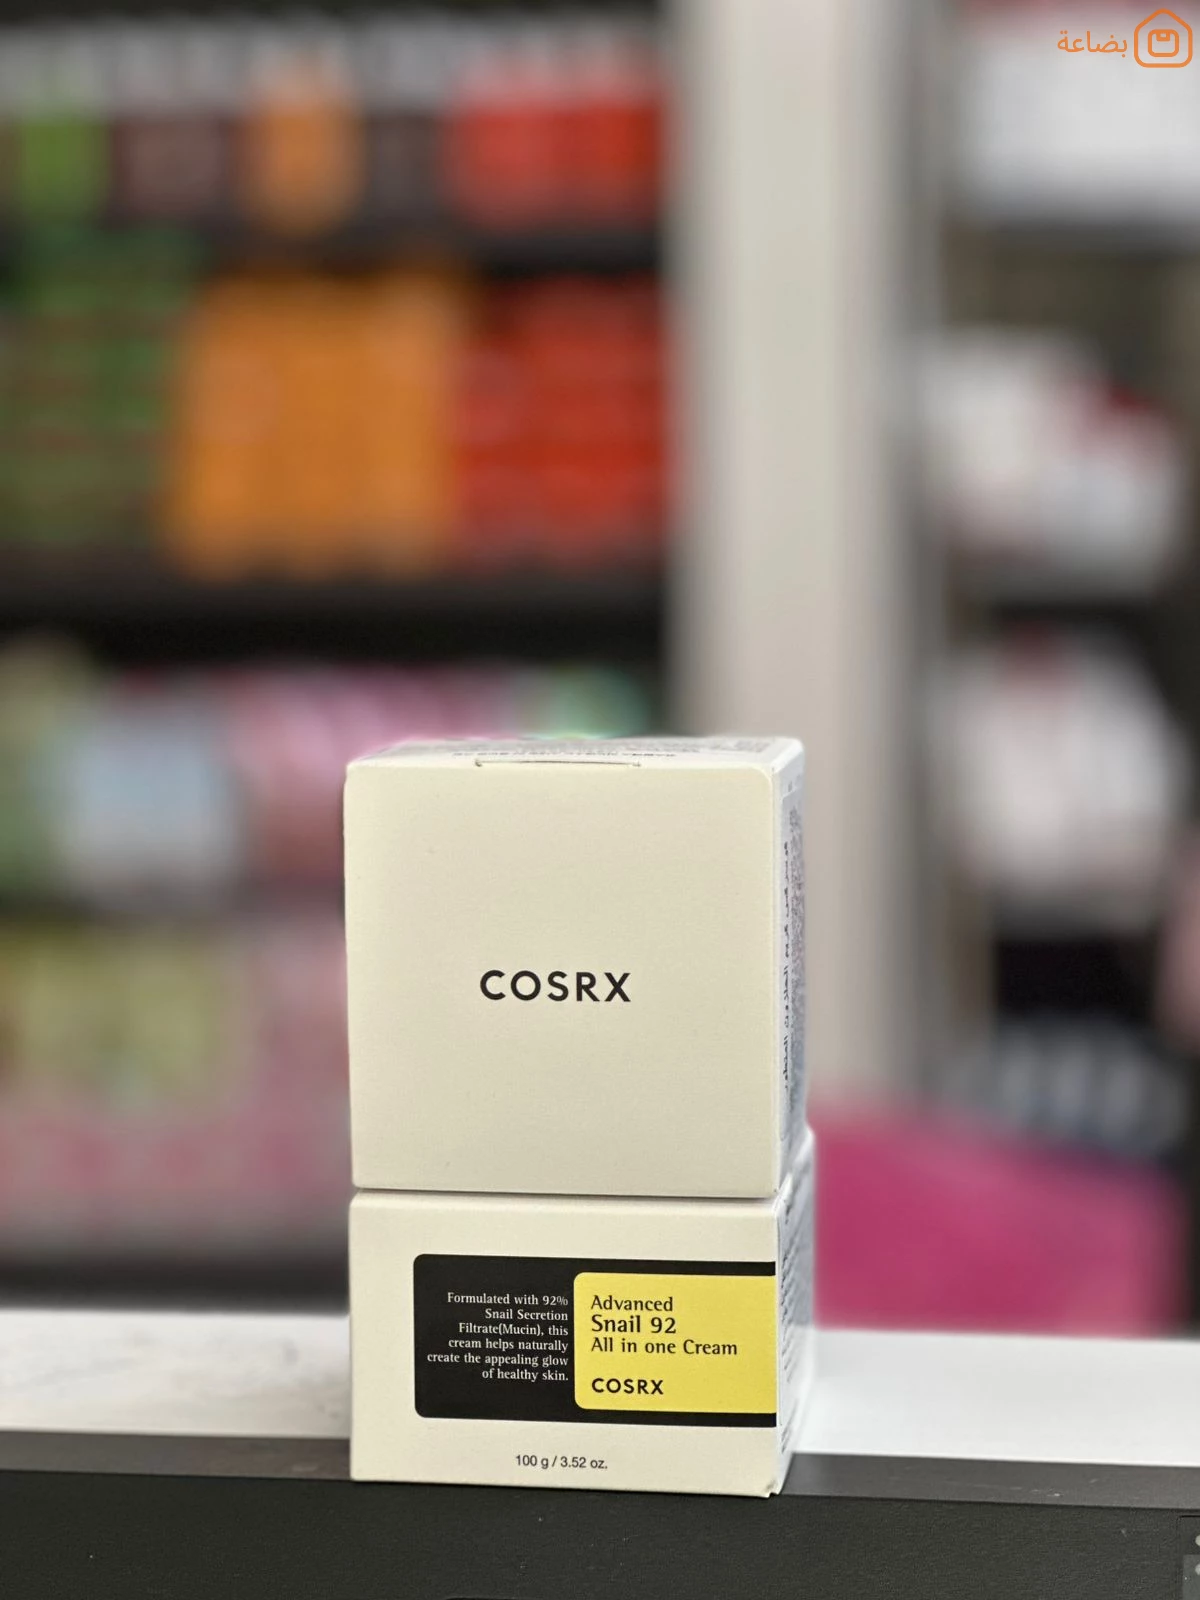 بضاعة
COSRX
Formulated with 92%
Snail Secretion
Filtrate(Mucin), this
cream helps naturally
create the appealing glow
of healthy skin.
Advanced
Snail 92
All in one Cream
COSRX
100 g / 3.52 oz.